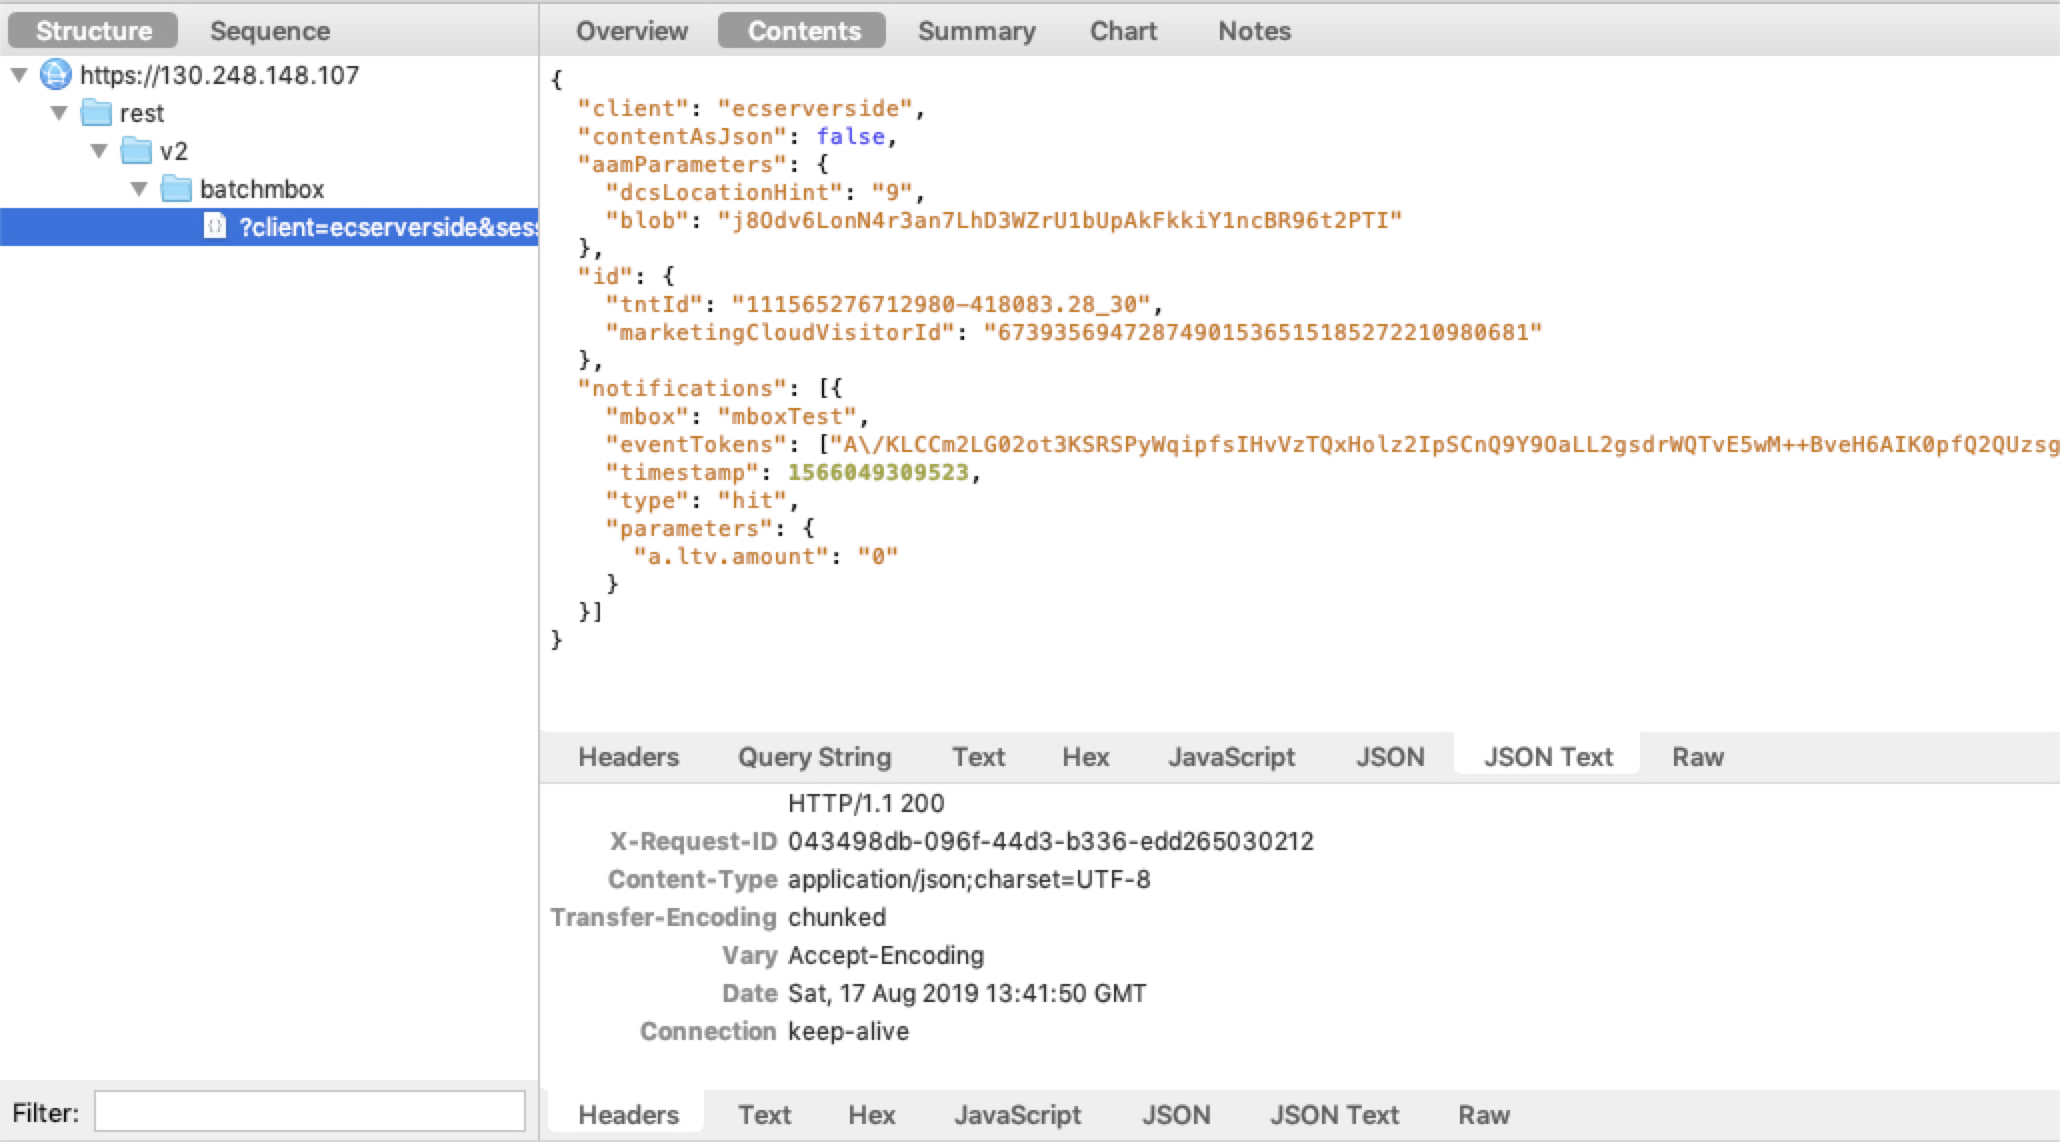 Structure Sequence
https://130.248.148.107
rest
v2
batchmbox
?client=ecserverside&sess
Filter:
Overview Contents Summary Chart Notes
{
"client": "ecserverside",
"contentAsJson": false,
"aamParameters": {
"dcsLocationHint": "9",
"blob": "j8Odv6LonN4r3an7LhD3WZrU1bUpAkFkkiY1ncBR96t2PTI"
},
"id": {
"tntId": "111565276712980-418083.28_30",
"marketingCloudVisitorId": "67393569472874901536515185272210980681"
},
"notifications": [{
"mbox": "mboxTest",
"eventTokens": ["A\/KLCCm2LG02ot3KSRSPyWqipfsIHvVzTQxHolz2IpSCnQ9Y9OaLL2gsdrWQTvE5wM++BveH6AIK0pfQ2QUzsg
"timestamp": 1566049309523,
"type": "hit",
"parameters": {
"a.ltv.amount": "0"
}
}]
}
Headers Query String Text Hex JavaScript JSON JSON Text Raw
HTTP/1.1 200
X-Request-ID 043498db-096f-44d3-b336-edd265030212
Content-Type application/json;charset=UTF-8
Transfer-Encoding chunked
Vary Accept-Encoding
Date Sat, 17 Aug 2019 13:41:50 GMT
Connection keep-alive
Headers Text Hex JavaScript JSON JSON Text Raw